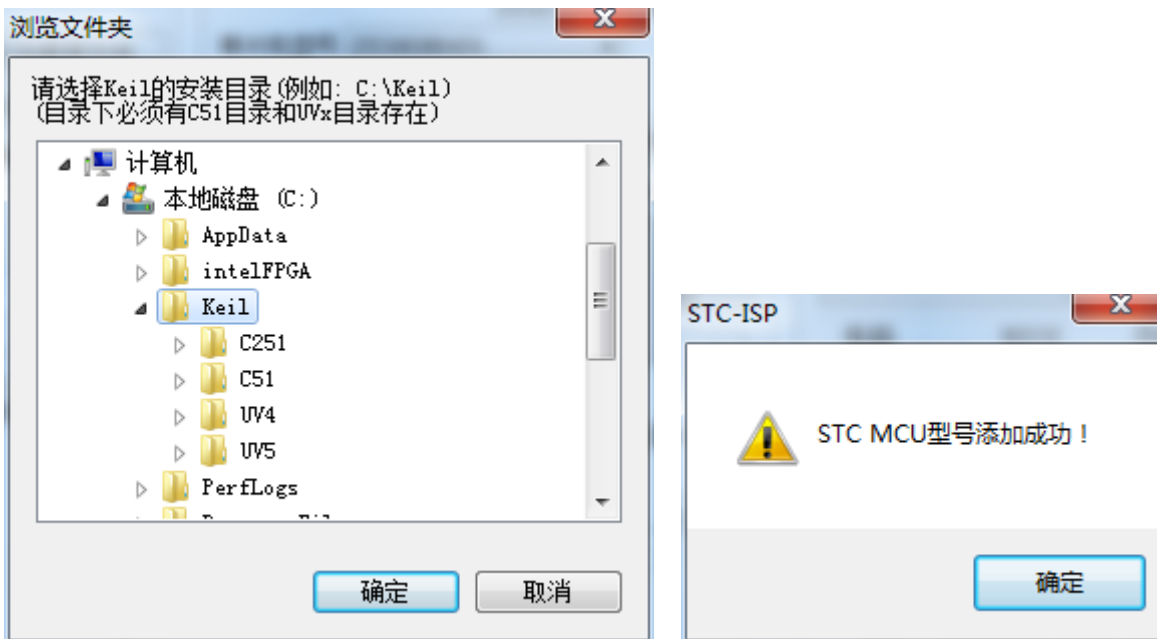 浏览文件夹
请选择Keil的安装目录(例如: C:\Keil)
(目录下必须有C51目录和UVx目录存在)
计算机
本地磁盘 (C:)
AppData
intelFPGA
Keil
C251
C51
UV4
UV5
PerfLogs
确定 取消
STC-ISP
STC MCU型号添加成功！
确定